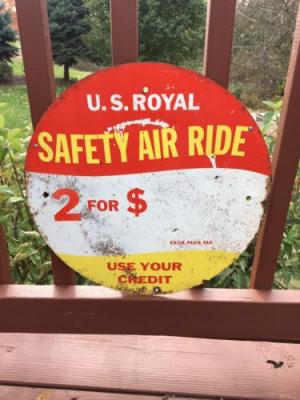 U.S. ROYAL
SAFETY AIR RIDE
2 FOR $
EXCH. PLUS TAX
USE YOUR
CREDIT